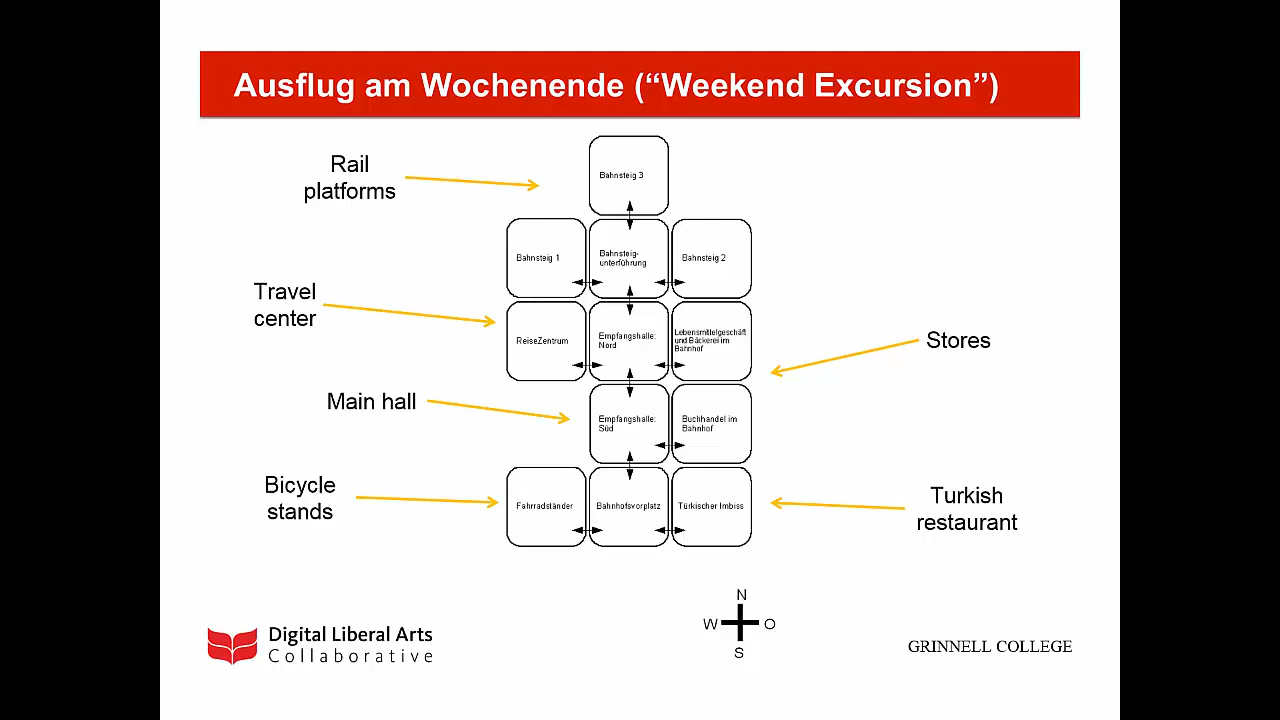 Ausflug am Wochenende (“Weekend Excursion”)
Rail
platforms
Bahnsteig 3
Bahnsteig 1
Bahnsteig-
unterführung
Bahnsteig 2
Travel
center
ReiseZentrum
Empfangshalle:
Nord
Lebensmittelgeschäft
und Bäckerei im
Bahnhof
Stores
Main hall
Empfangshalle:
Süd
Buchhandel im
Bahnhof
Bicycle
stands
Fahrradständer
Bahnhofsvorplatz
Türkischer Imbiss
Turkish
restaurant
N
W
O
S
Digital Liberal Arts
Collaborative
GRINNELL COLLEGE